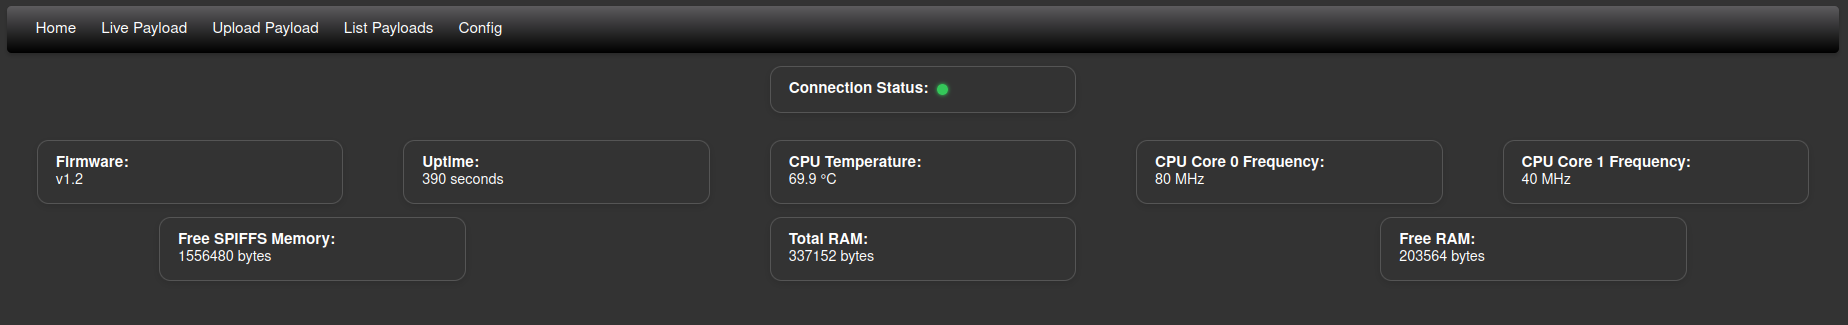 Home Live Payload Upload Payload List Payloads Config
Connection Status:
Firmware:
v1.2
Uptime:
390 seconds
CPU Temperature:
69.9 °C
CPU Core 0 Frequency:
80 MHz
CPU Core 1 Frequency:
40 MHz
Free SPIFFS Memory:
1556480 bytes
Total RAM:
337152 bytes
Free RAM:
203564 bytes